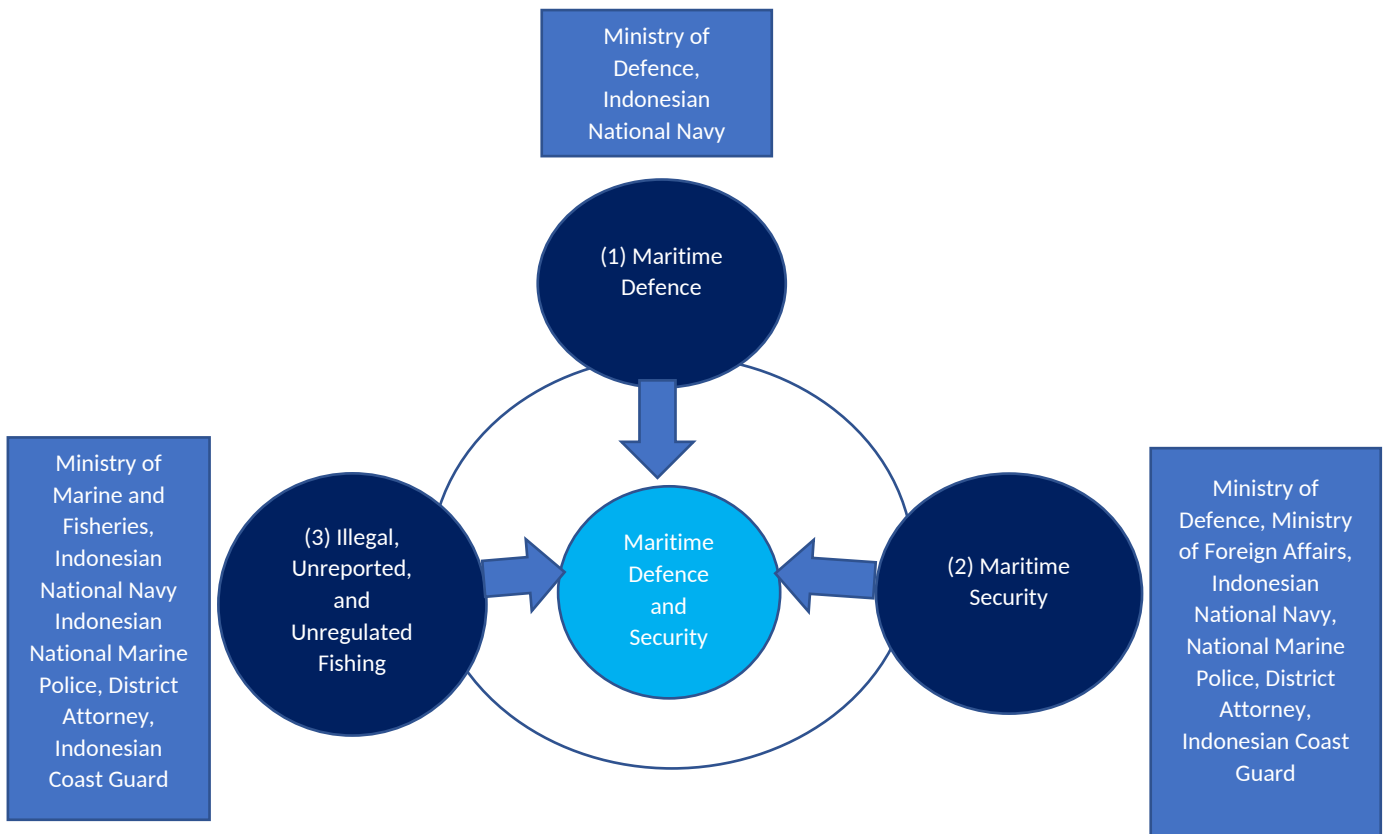 Ministry of
Defence,
Indonesian
National Navy
(1) Maritime
Defence
Ministry of
Marine and
Fisheries,
Indonesian
National Navy
Indonesian
National Marine
Police, District
Attorney,
Indonesian
Coast Guard
(3) Illegal,
Unreported,
and
Unregulated
Fishing
Maritime
Defence
and
Security
(2) Maritime
Security
Ministry of
Defence, Ministry
of Foreign Affairs,
Indonesian
National Navy,
National Marine
Police, District
Attorney,
Indonesian Coast
Guard